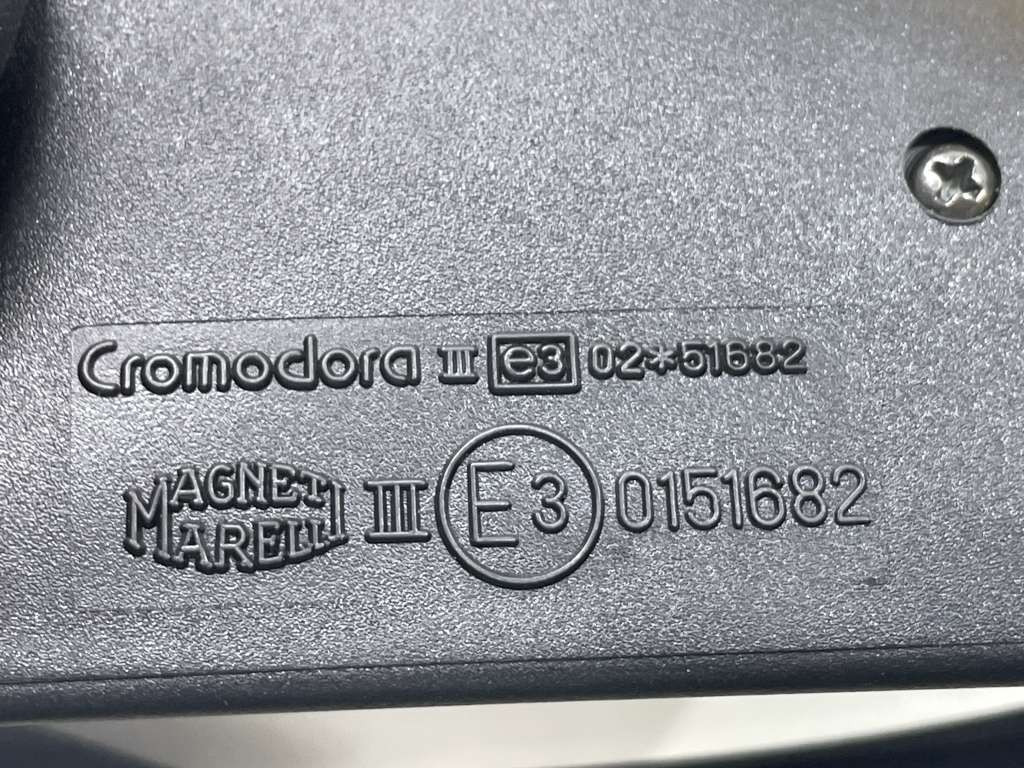 Cromodora III e3 02*51682
MAGNETI MARELLI III E3 0151682